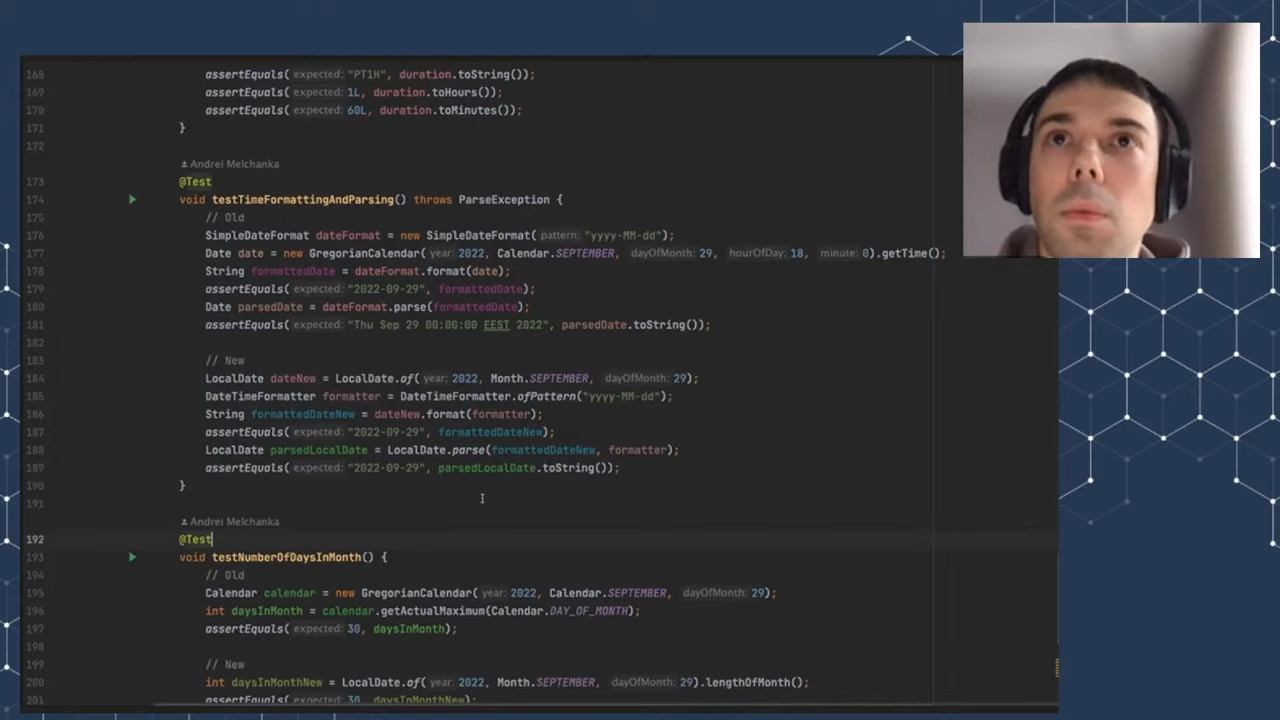 168 assertEquals( expected: "PT1H", duration.toString());
169 assertEquals( expected: 1L, duration.toHours());
170 assertEquals( expected: 60L, duration.toMinutes());
171 }
172
Andrei Melchanka
173 @Test
174 void testTimeFormattingAndParsing() throws ParseException {
175 // Old
176 SimpleDateFormat dateFormat = new SimpleDateFormat( pattern: "yyyy-MM-dd");
177 Date date = new GregorianCalendar( year: 2022, Calendar.SEPTEMBER, dayOfMonth: 29, hourOfDay: 18, minute: 0).getTime();
178 String formattedDate = dateFormat.format(date);
179 assertEquals( expected: "2022-09-29", formattedDate);
180 Date parsedDate = dateFormat.parse(formattedDate);
181 assertEquals( expected: "Thu Sep 29 00:00:00 EEST 2022", parsedDate.toString());
182
183 // New
184 LocalDate dateNew = LocalDate.of( year: 2022, Month.SEPTEMBER, dayOfMonth: 29);
185 DateTimeFormatter formatter = DateTimeFormatter.ofPattern("yyyy-MM-dd");
186 String formattedDateNew = dateNew.format(formatter);
187 assertEquals( expected: "2022-09-29", formattedDateNew);
188 LocalDate parsedLocalDate = LocalDate.parse(formattedDateNew, formatter);
189 assertEquals( expected: "2022-09-29", parsedLocalDate.toString());
190 }
191
Andrei Melchanka
192 @Test
193 void testNumberOfDaysInMonth() {
194 // Old
195 Calendar calendar = new GregorianCalendar( year: 2022, Calendar.SEPTEMBER, dayOfMonth: 29);
196 int daysInMonth = calendar.getActualMaximum(Calendar.DAY_OF_MONTH);
197 assertEquals( expected: 30, daysInMonth);
198
199 // New
200 int daysInMonthNew = LocalDate.of( year: 2022, Month.SEPTEMBER, dayOfMonth: 29).lengthOfMonth();
201 assertEquals( expected: 30, daysInMonthNew);